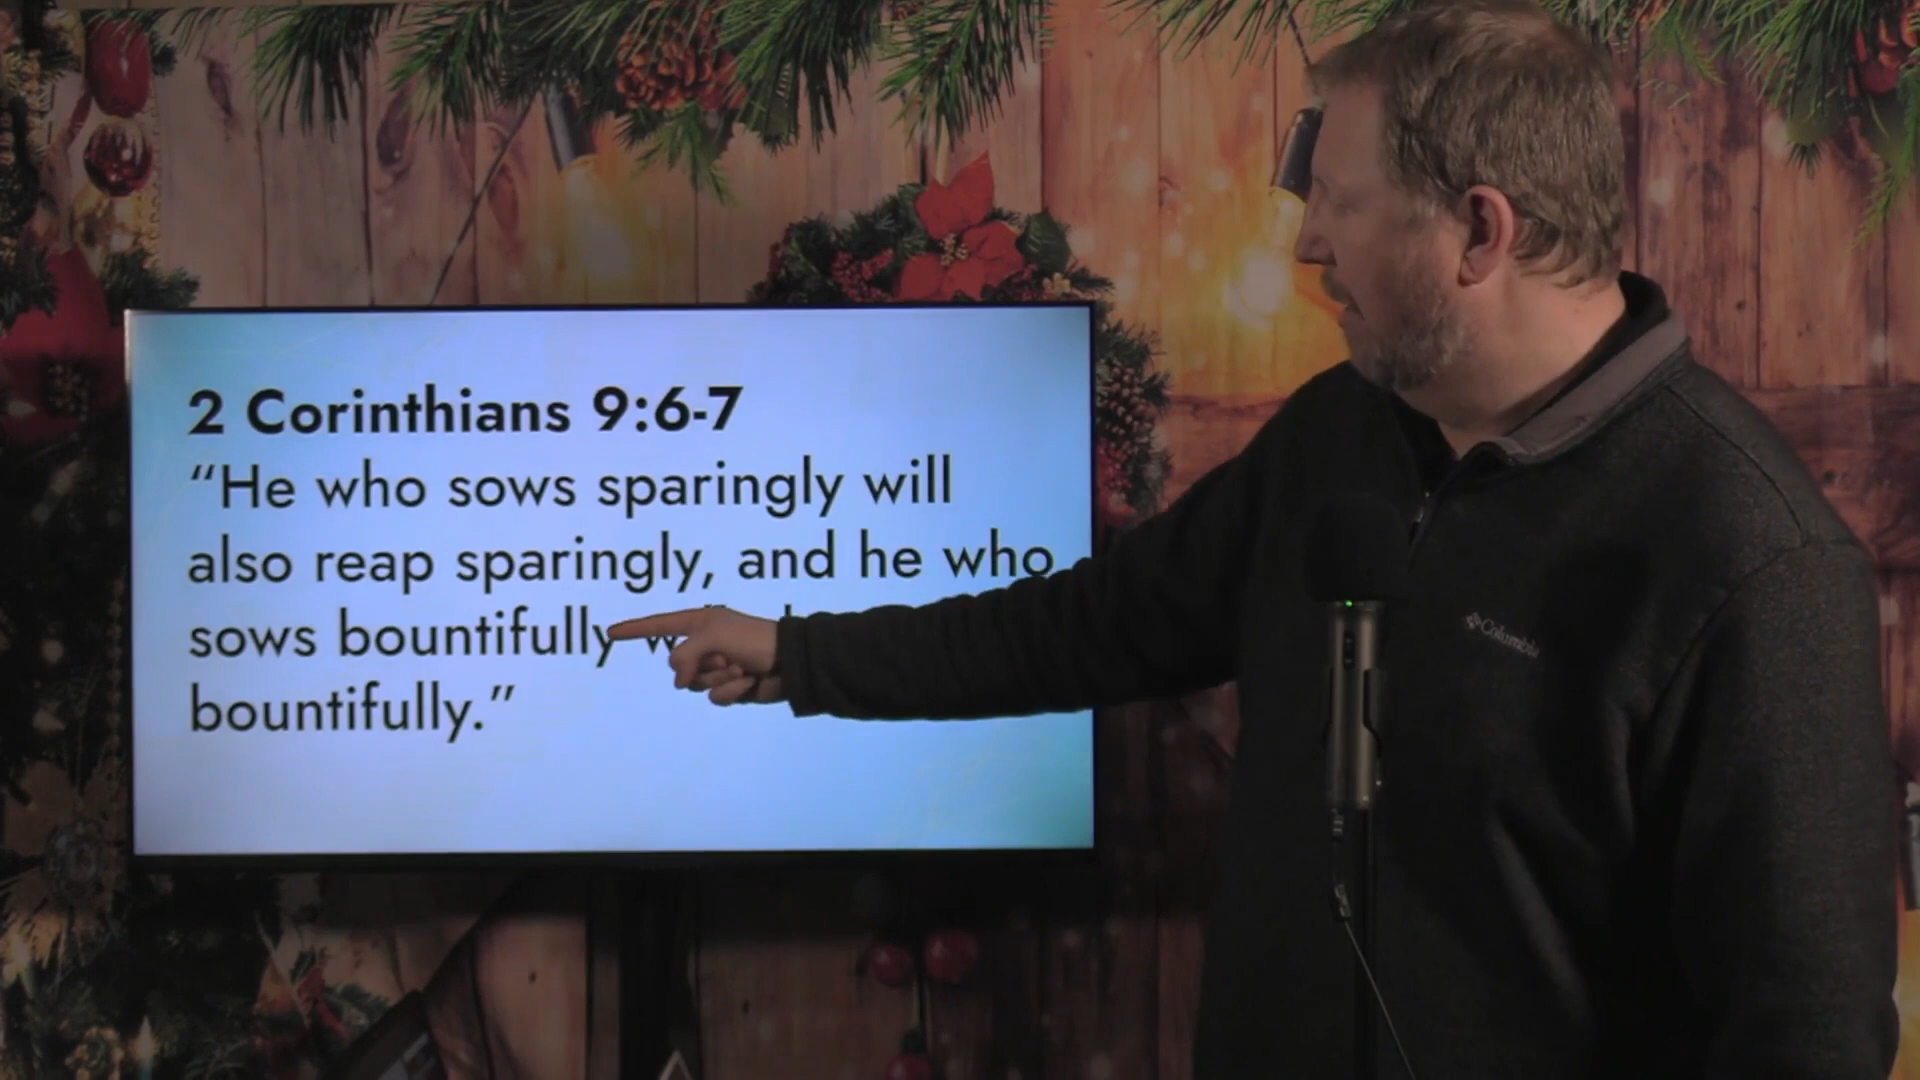 2 Corinthians 9:6-7
“He who sows sparingly will
also reap sparingly, and he who
sows bountifully
bountifully.”
Columbia